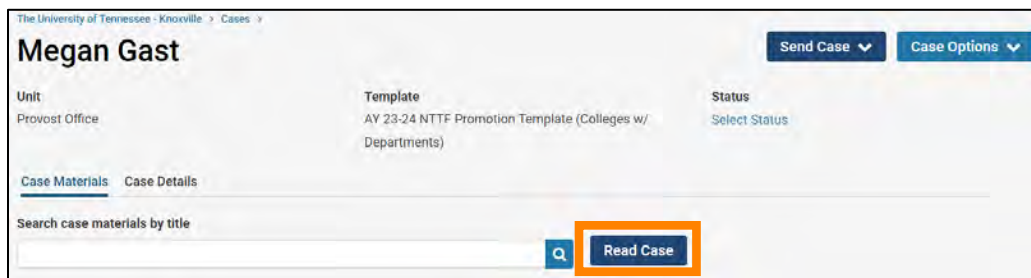 The University of Tennessee - Knoxville > Cases >
Megan Gast
Send Case
Case Options
Unit
Template
Status
Provost Office
AY 23-24 NTTF Promotion Template (Colleges w/
Departments)
Select Status
Case Materials
Case Details
Search case materials by title
Read Case